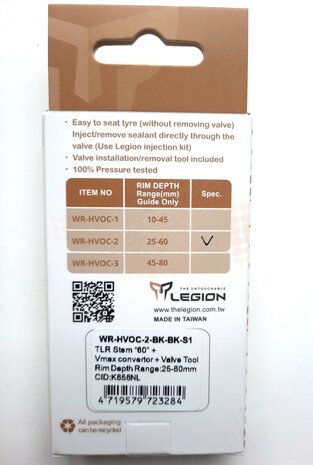 • Easy to seat tyre (without removing valve)
Inject/remove sealant directly through the
valve (Use Legion injection kit)
• Valve installation/removal tool included
• 100% Pressure tested
ITEM NO RIM DEPTH Range(mm) Guide Only Spec.
WR-HVOC-1 10-45
WR-HVOC-2 25-60 V
WR-HVOC-3 45-80
THE UNTOUCHABLE
LEGION
www.thelegion.com.tw
MADE IN TAIWAN
WR-HVOC-2-BK-BK-S1
TLR Stem "60" +
Vmax convertor + Valve Tool
Rim Depth Range:25-60mm
CID:K656NL
4 719579 723284
All packaging
can be recycled